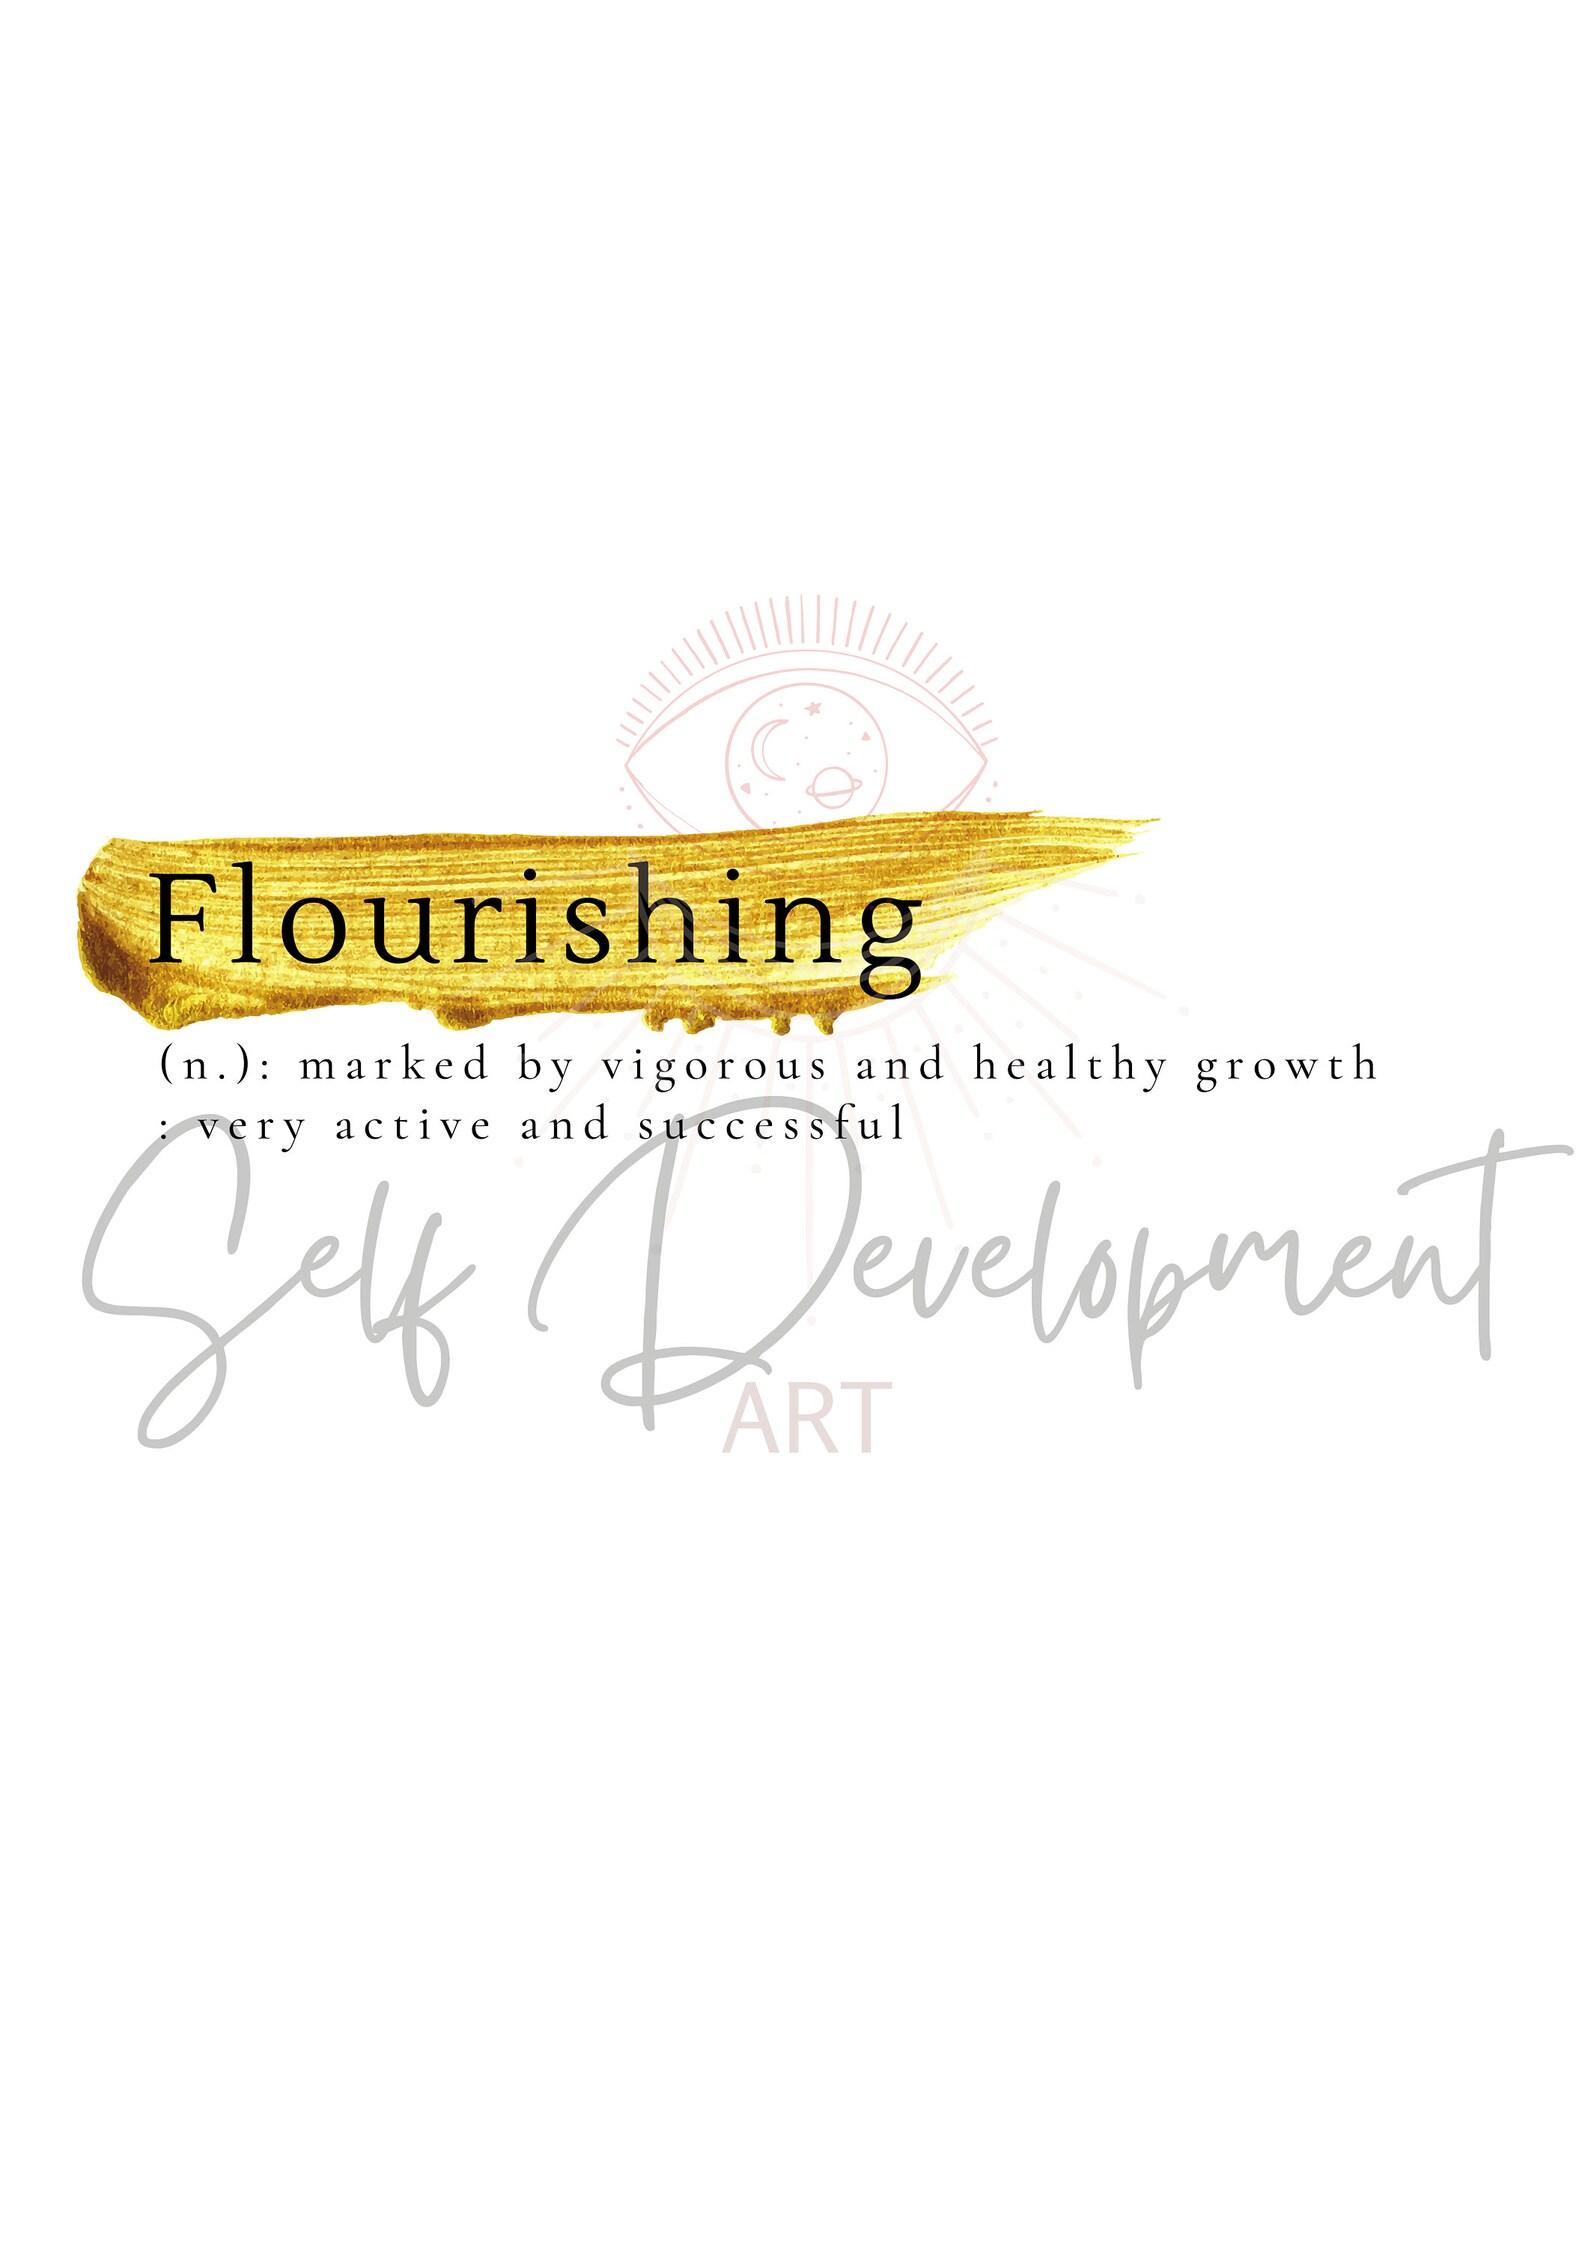 Flourishing
(n.): marked by vigorous and healthy growth
: very active and successful
Self Development
ART